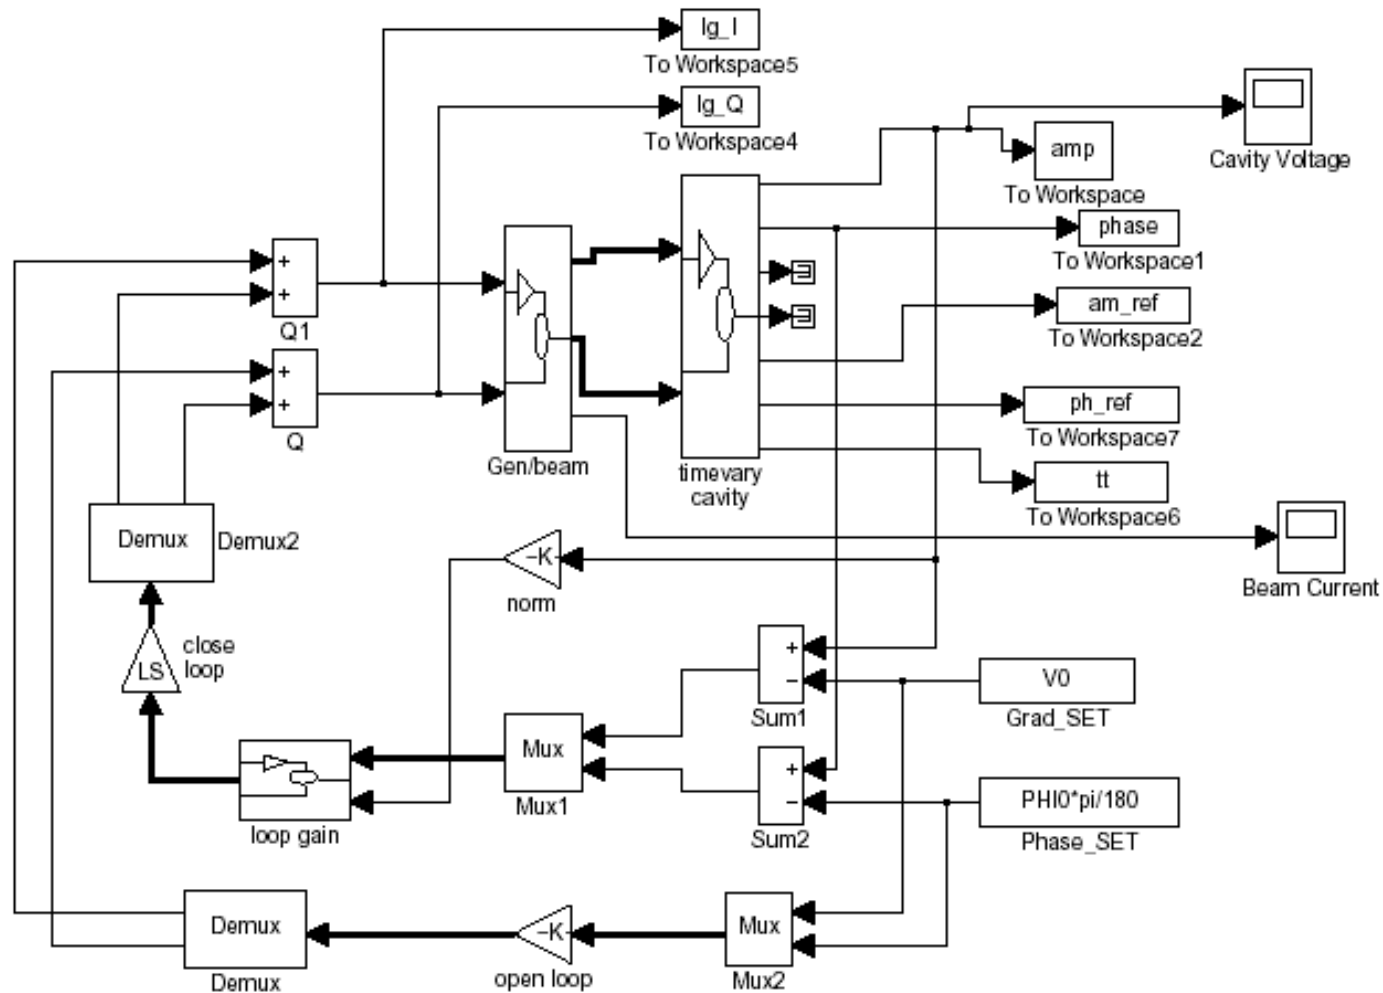 Ig_I
To Workspace5
Ig_Q
To Workspace4
Cavity Voltage
amp
To Workspace
phase
To Workspace1
am_ref
To Workspace2
ph_ref
To Workspace7
tt
To Workspace6
Beam Current
+
+
Q1
+
+
Q
Gen/beam
timevary
cavity
Demux
Demux2
-K-
norm
LS
close
loop
+
-
Sum1
V0
Grad_SET
Mux
Mux1
+
-
Sum2
PHI0*pi/180
Phase_SET
loop gain
Demux
Demux
-K-
open loop
Mux
Mux2